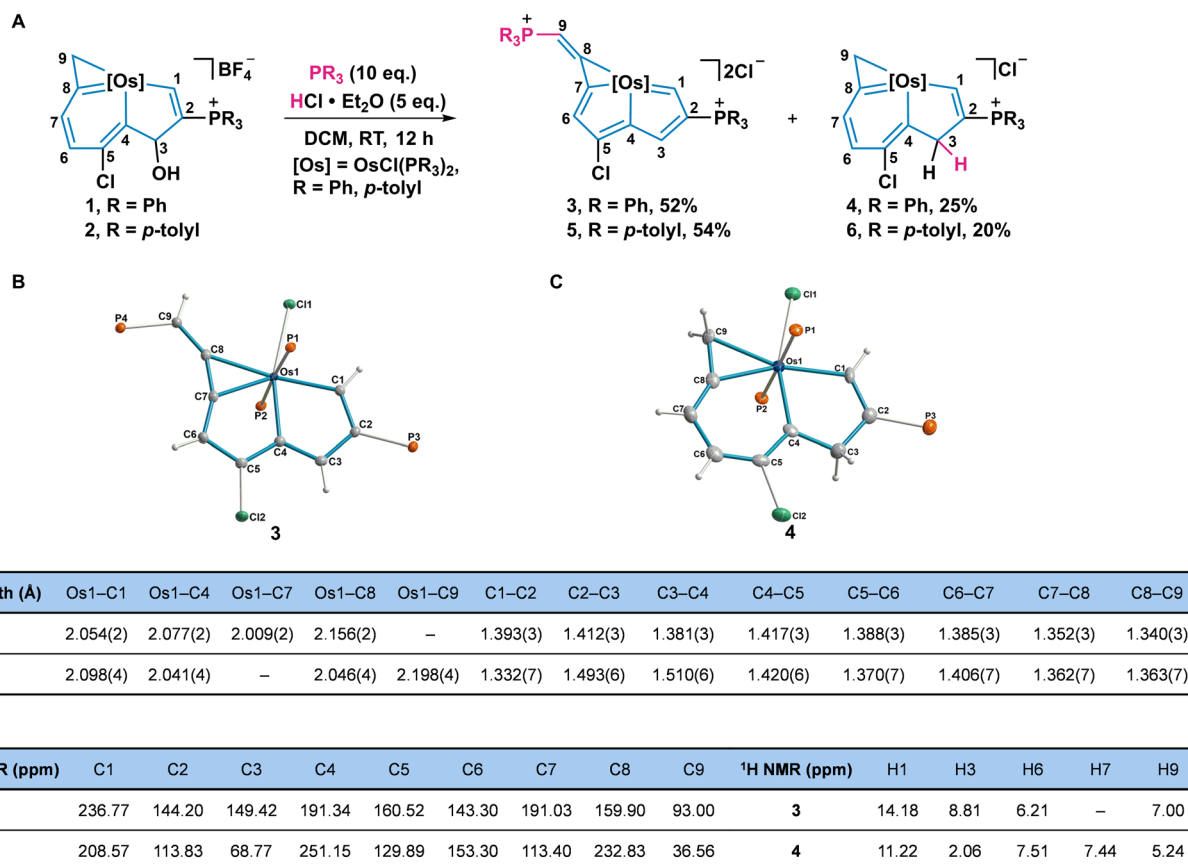 A
9
8
7
6
5
4
3
2
1
[Os]
Cl
OH
+
PR3
]BF4−
1, R = Ph
2, R = p-tolyl
PR3 (10 eq.)
HCl • Et2O (5 eq.)
DCM, RT, 12 h
[Os] = OsCl(PR3)2,
R = Ph, p-tolyl
+
R3P
9
8
7
6
5
4
3
2
1
[Os]
Cl
+
PR3
]2Cl−
3, R = Ph, 52%
5, R = p-tolyl, 54%
+
9
8
7
6
5
4
3
2
1
[Os]
Cl
H
H
+
PR3
]Cl−
4, R = Ph, 25%
6, R = p-tolyl, 20%
B
P4
C9
Cl1
C8
P1
Os1
C1
C7
P2
C2
C6
C4
P3
C5
C3
Cl2
3
C
Cl1
C9
P1
Os1
C1
C8
P2
C2
C7
P3
C4
C6
C5
C3
Cl2
4
th (Å) Os1–C1 Os1–C4 Os1–C7 Os1–C8 Os1–C9 C1–C2 C2–C3 C3–C4 C4–C5 C5–C6 C6–C7 C7–C8 C8–C9
2.054(2) 2.077(2) 2.009(2) 2.156(2) – 1.393(3) 1.412(3) 1.381(3) 1.417(3) 1.388(3) 1.385(3) 1.352(3) 1.340(3)
2.098(4) 2.041(4) – 2.046(4) 2.198(4) 1.332(7) 1.493(6) 1.510(6) 1.420(6) 1.370(7) 1.406(7) 1.362(7) 1.363(7)
R (ppm) C1 C2 C3 C4 C5 C6 C7 C8 C9 1H NMR (ppm) H1 H3 H6 H7 H9
236.77 144.20 149.42 191.34 160.52 143.30 191.03 159.90 93.00 3 14.18 8.81 6.21 – 7.00
208.57 113.83 68.77 251.15 129.89 153.30 113.40 232.83 36.56 4 11.22 2.06 7.51 7.44 5.24